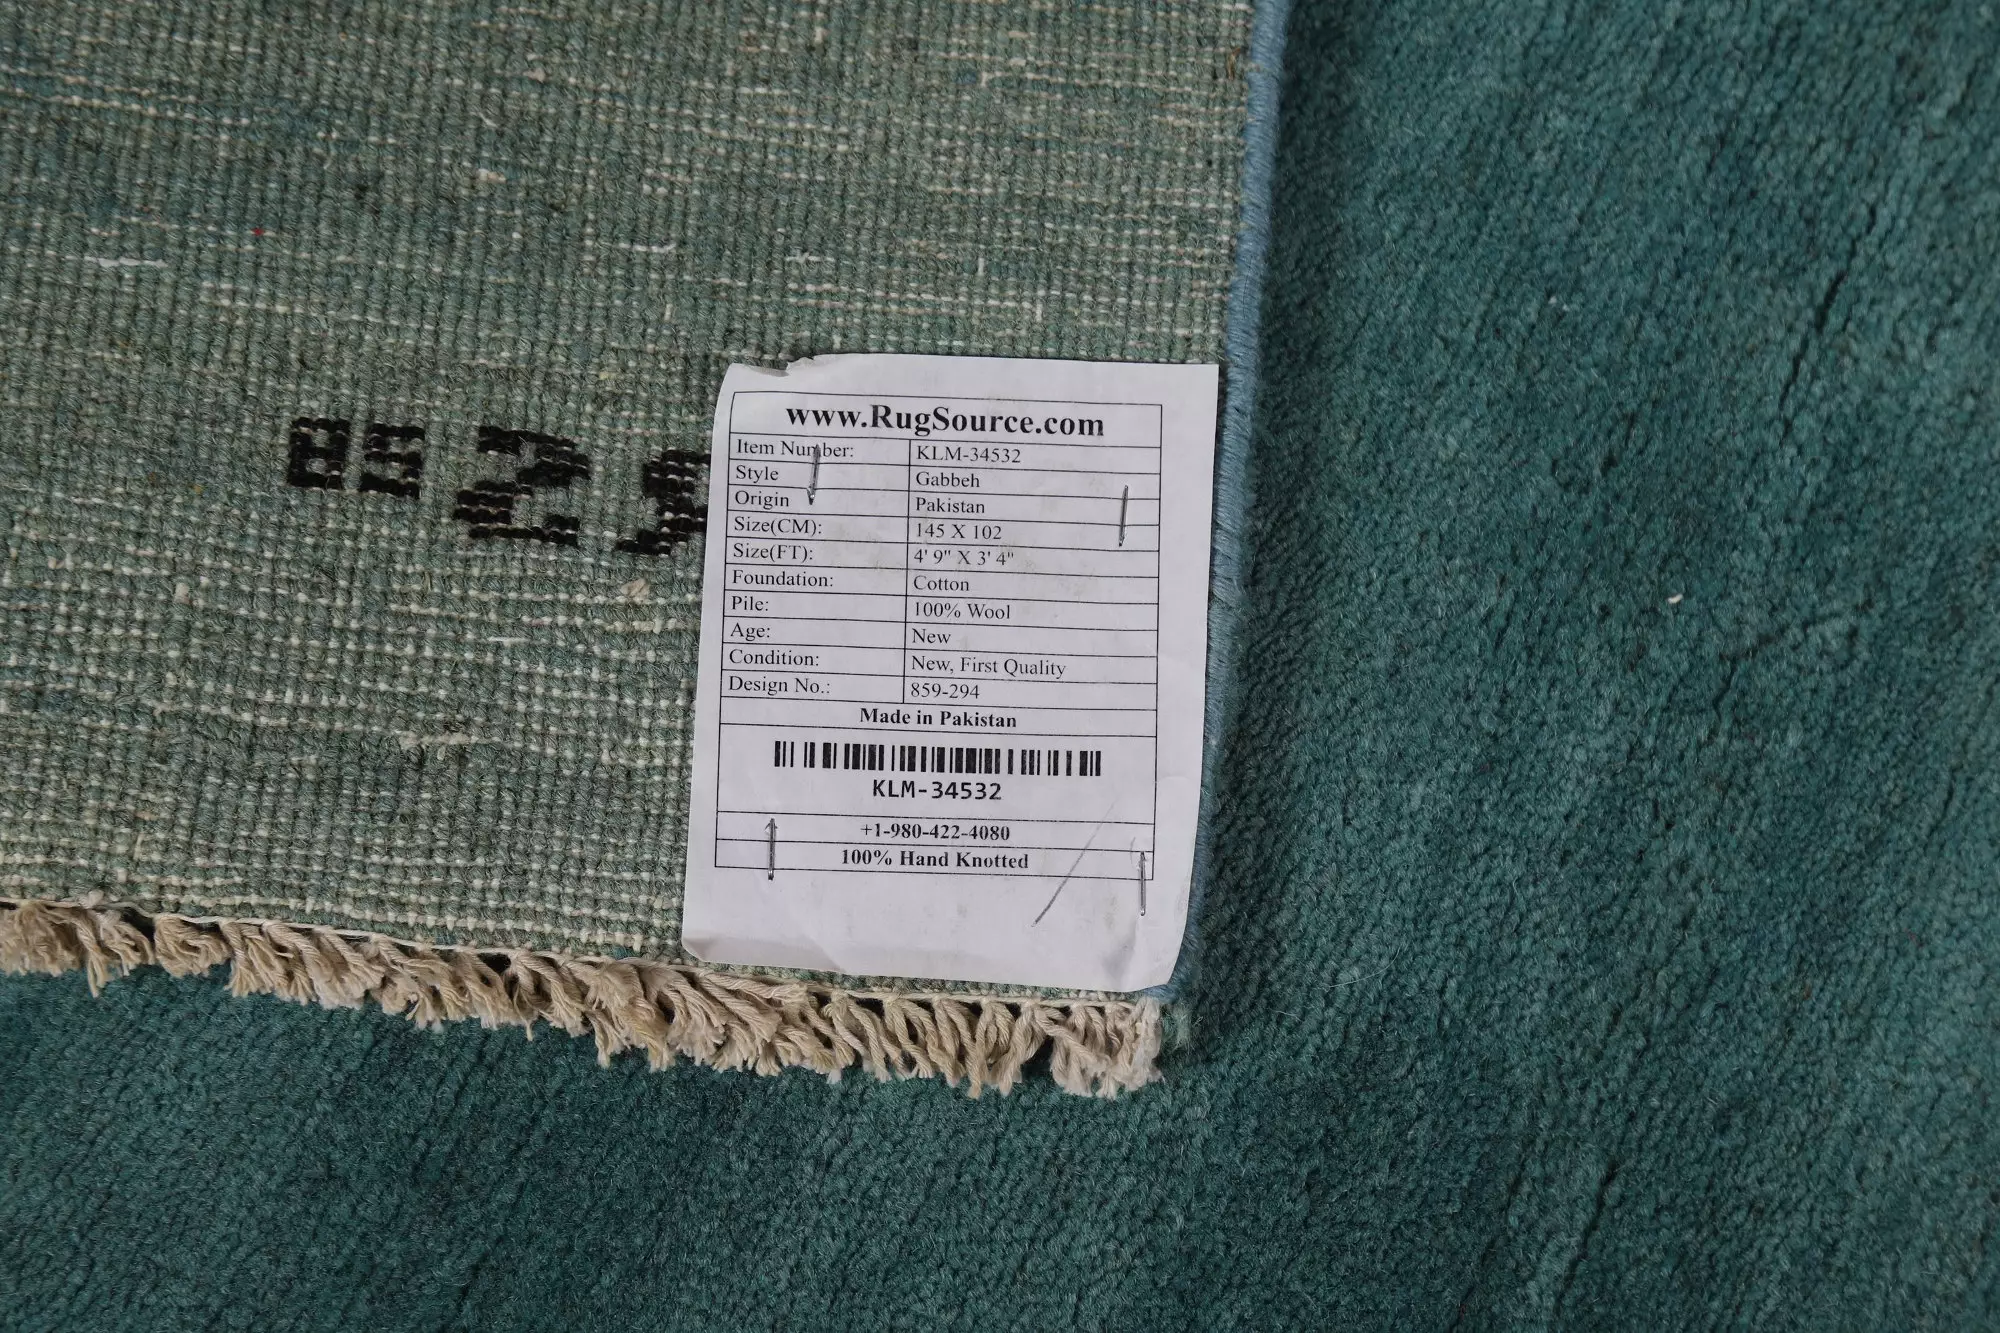 www.RugSource.com
Item Number: KLM-34532
Style Gabbeh
Origin Pakistan
Size(CM): 145 X 102
Size(FT): 4' 9" X 3' 4"
Foundation: Cotton
Pile: 100% Wool
Age: New
Condition: New, First Quality
Design No.: 859-294
Made in Pakistan
KLM-34532
+1-980-422-4080
100% Hand Knotted